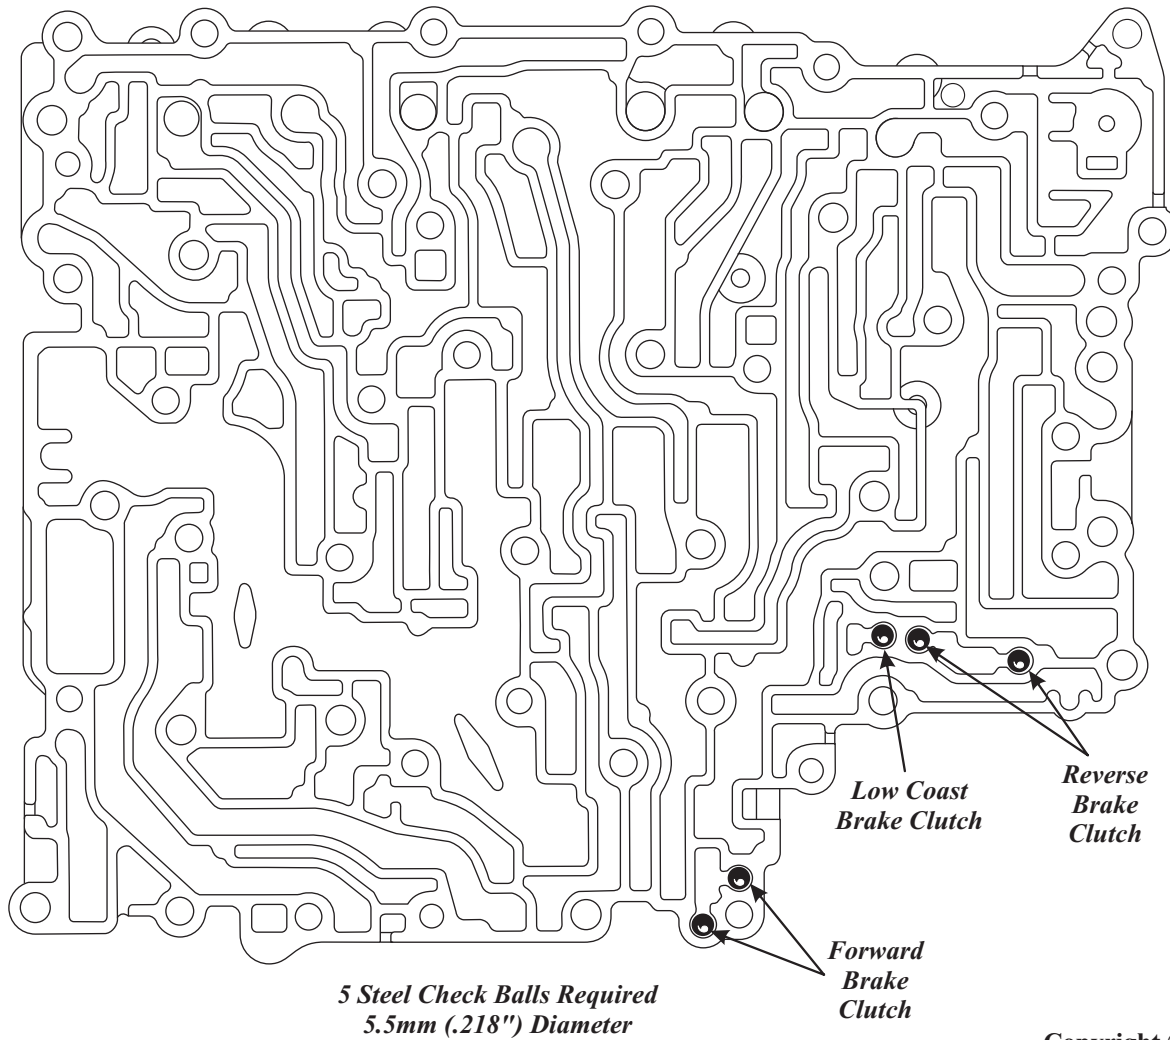 Low Coast
Brake Clutch
Reverse
Brake
Clutch
Forward
Brake
Clutch
5 Steel Check Balls Required
5.5mm (.218") Diameter
Copyright